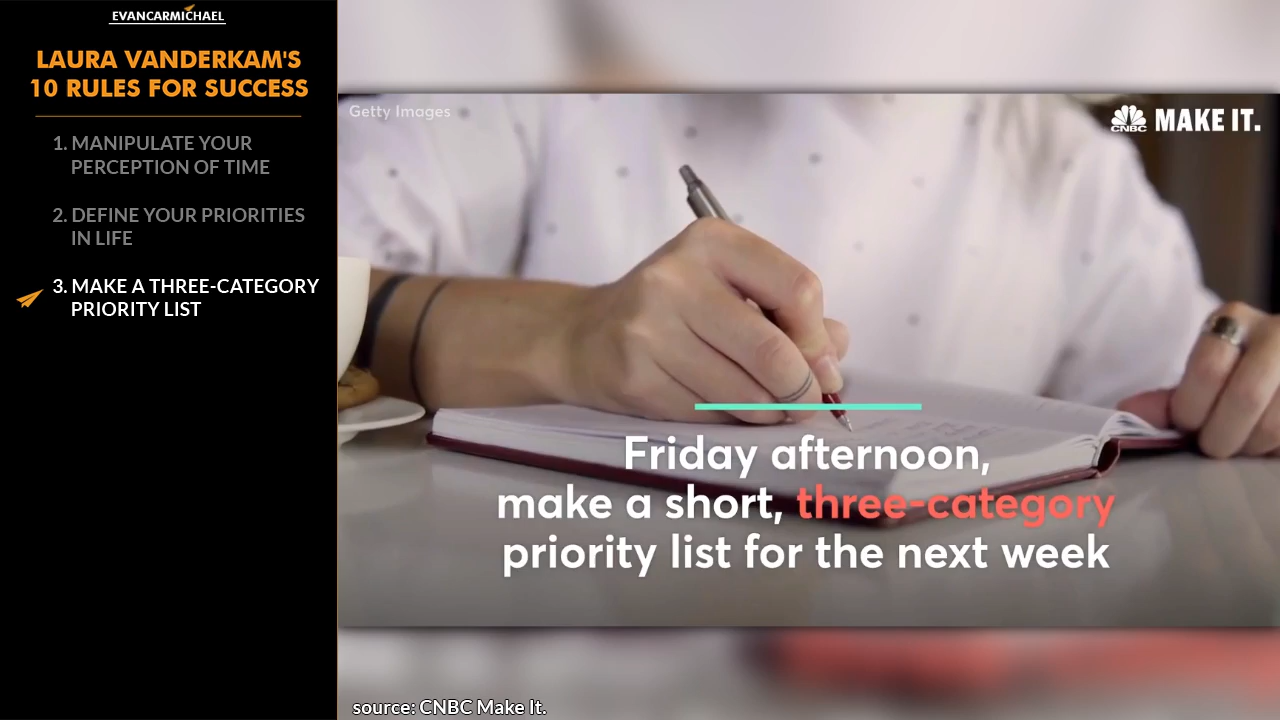 EVANCARMICHAEL
LAURA VANDERKAM'S
10 RULES FOR SUCCESS
1. MANIPULATE YOUR
PERCEPTION OF TIME
2. DEFINE YOUR PRIORITIES
IN LIFE
3. MAKE A THREE-CATEGORY
PRIORITY LIST
Getty Images
CNBC MAKE IT.
Friday afternoon,
make a short, three-category
priority list for the next week
source: CNBC Make It.